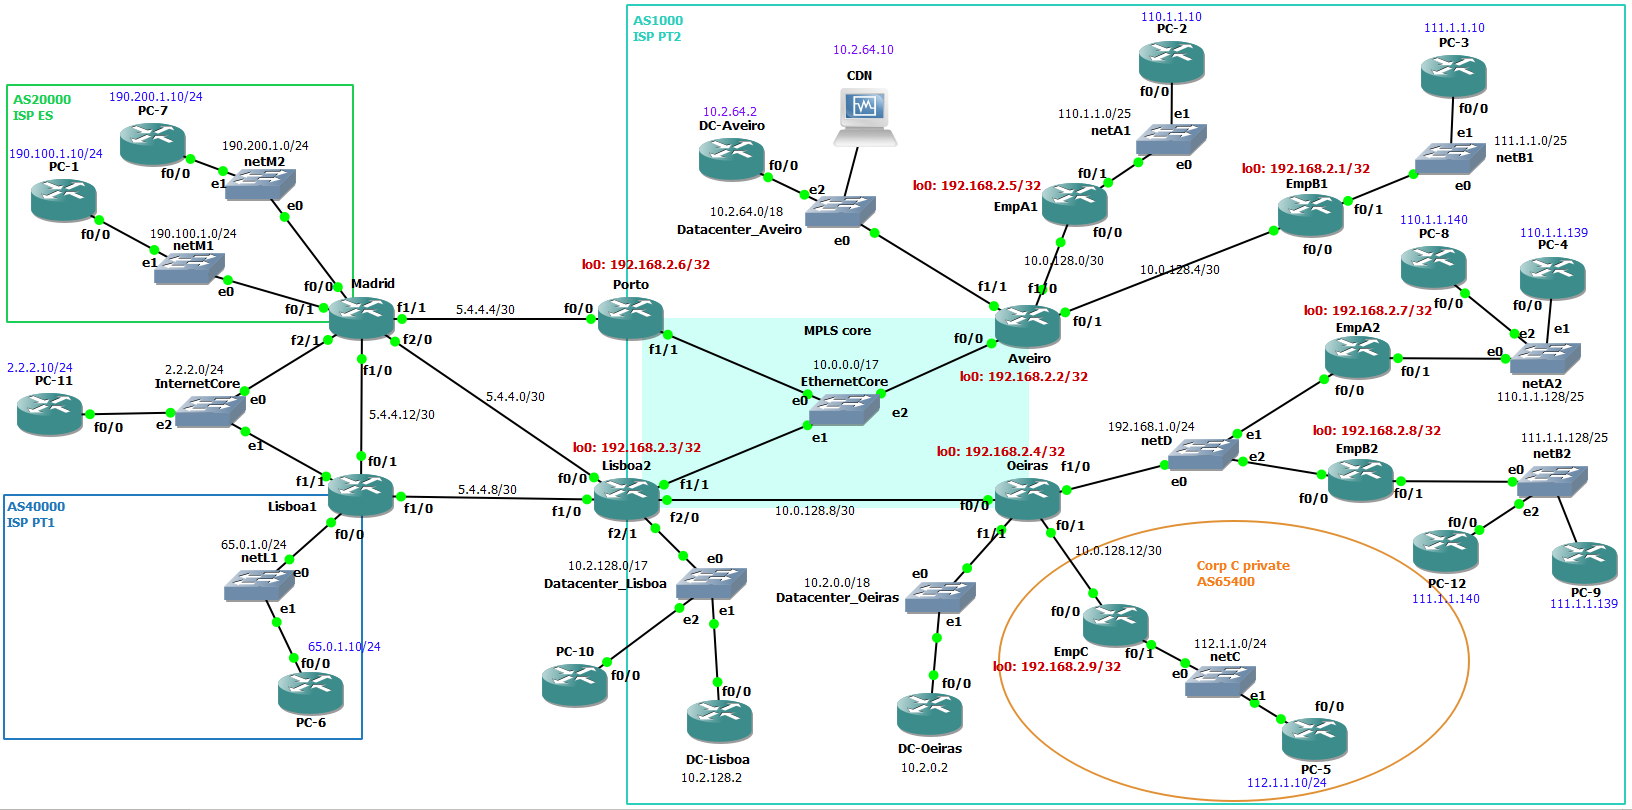 AS1000
ISP PT2
110.1.1.10
PC-2
f0/0
e1
110.1.1.0/25
netA1
e0
111.1.1.10
PC-3
f0/0
e1
111.1.1.0/25
netB1
e0
10.2.64.10
CDN
10.2.64.2
DC-Aveiro
f0/0
e2
10.2.64.0/18
Datacenter_Aveiro
e0
AS20000
ISP ES
190.200.1.10/24
PC-7
f0/0
190.200.1.0/24
netM2
e1
e0
190.100.1.10/24
PC-1
f0/0
190.100.1.0/24
netM1
e1
e0
f0/0
Madrid
f0/1
f1/1
f2/1
f2/0
f1/0
5.4.4.4/30
lo0: 192.168.2.6/32
Porto
f0/0
f1/1
MPLS core
10.0.0.0/17
EthernetCore
e0
e2
e1
lo0: 192.168.2.5/32
EmpA1
f0/1
f0/0
10.0.128.0/30
f1/0
f1/1
f0/1
f0/0
Aveiro
lo0: 192.168.2.2/32
10.0.128.4/30
lo0: 192.168.2.1/32
EmpB1
f0/1
f0/0
110.1.1.140
PC-8
f0/0
110.1.1.139
PC-4
f0/0
e2
e1
e0
netA2
110.1.1.128/25
lo0: 192.168.2.7/32
EmpA2
f0/1
f0/0
2.2.2.10/24
PC-11
f0/0
2.2.2.0/24
InternetCore
e0
e2
e1
5.4.4.12/30
5.4.4.0/30
f0/1
f1/1
Lisboa1
f1/0
f0/0
5.4.4.8/30
lo0: 192.168.2.3/32
Lisboa2
f0/0
f1/1
f1/0
f2/0
f2/1
10.0.128.8/30
lo0: 192.168.2.4/32
Oeiras
f1/0
f0/0
f1/1
f0/1
192.168.1.0/24
netD
e1
e2
e0
lo0: 192.168.2.8/32
EmpB2
f0/0
f0/1
111.1.1.128/25
netB2
e0
e2
f0/0
PC-12
111.1.1.140
PC-9
111.1.1.139
AS40000
ISP PT1
65.0.1.0/24
netL1
e0
e1
65.0.1.10/24
f0/0
PC-6
10.2.128.0/17
Datacenter_Lisboa
e0
e1
e2
PC-10
f0/0
f0/0
DC-Lisboa
10.2.128.2
10.2.0.0/18
Datacenter_Oeiras
e0
e1
f0/0
DC-Oeiras
10.2.0.2
10.0.128.12/30
Corp C private
AS65400
f0/0
EmpC
f0/1
lo0: 192.168.2.9/32
112.1.1.0/24
netC
e0
e1
f0/0
PC-5
112.1.1.10/24